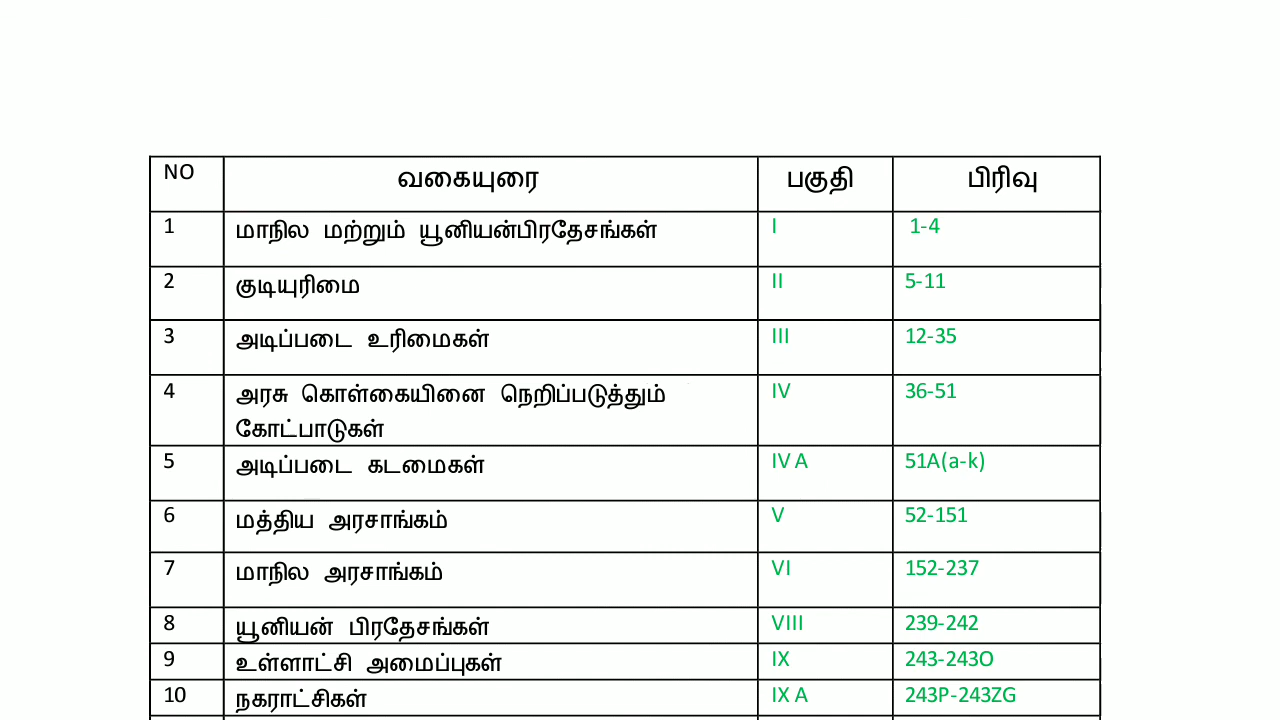 NO வகையுரை பகுதி பிரிவு
1 மாநில மற்றும் யூனியன்பிரதேசங்கள் I 1-4
2 குடியுரிமை II 5-11
3 அடிப்படை உரிமைகள் III 12-35
4 அரசு கொள்கையினை நெறிப்படுத்தும் IV 36-51
கோட்பாடுகள்
5 அடிப்படை கடமைகள் IV A 51A(a-k)
6 மத்திய அரசாங்கம் V 52-151
7 மாநில அரசாங்கம் VI 152-237
8 யூனியன் பிரதேசங்கள் VIII 239-242
9 உள்ளாட்சி அமைப்புகள் IX 243-243O
10 நகராட்சிகள் IX A 243P-243ZG